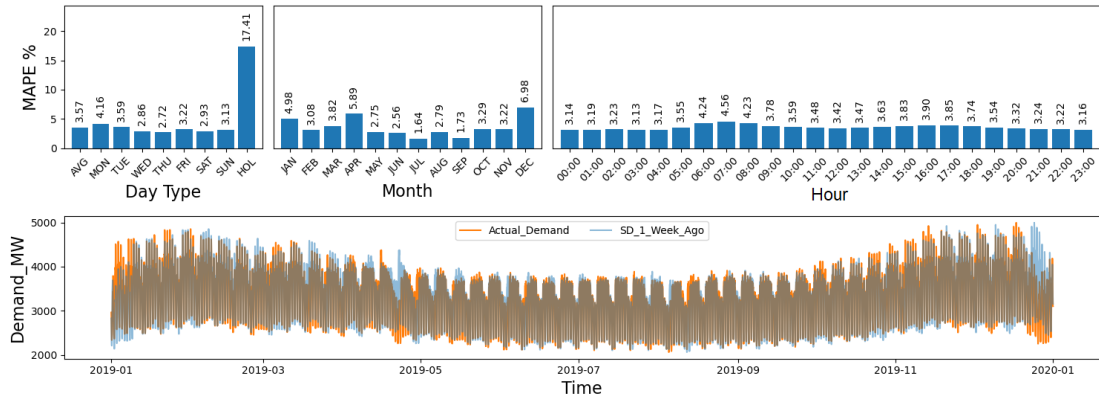 MAPE %
20
15
10
5
0
3.57 4.16 3.59 2.86 2.72 3.22 2.93 3.13 17.41
AVG MON TUE WED THU FRI SAT SUN HOL
Day Type
4.98 3.08 3.82 5.89 2.75 2.56 1.64 2.79 1.73 3.29 3.22 6.98
JAN FEB MAR APR MAY JUN JUL AUG SEP OCT NOV DEC
Month
3.14 3.19 3.23 3.13 3.17 3.55 4.24 4.56 4.23 3.78 3.59 3.48 3.42 3.47 3.63 3.83 3.90 3.85 3.74 3.54 3.32 3.24 3.22 3.16
00:00 01:00 02:00 03:00 04:00 05:00 06:00 07:00 08:00 09:00 10:00 11:00 12:00 13:00 14:00 15:00 16:00 17:00 18:00 19:00 20:00 21:00 22:00 23:00
Hour
Demand_MW
5000
4000
3000
2000
Actual_Demand SD_1_Week_Ago
2019-01 2019-03 2019-05 2019-07 2019-09 2019-11 2020-01
Time